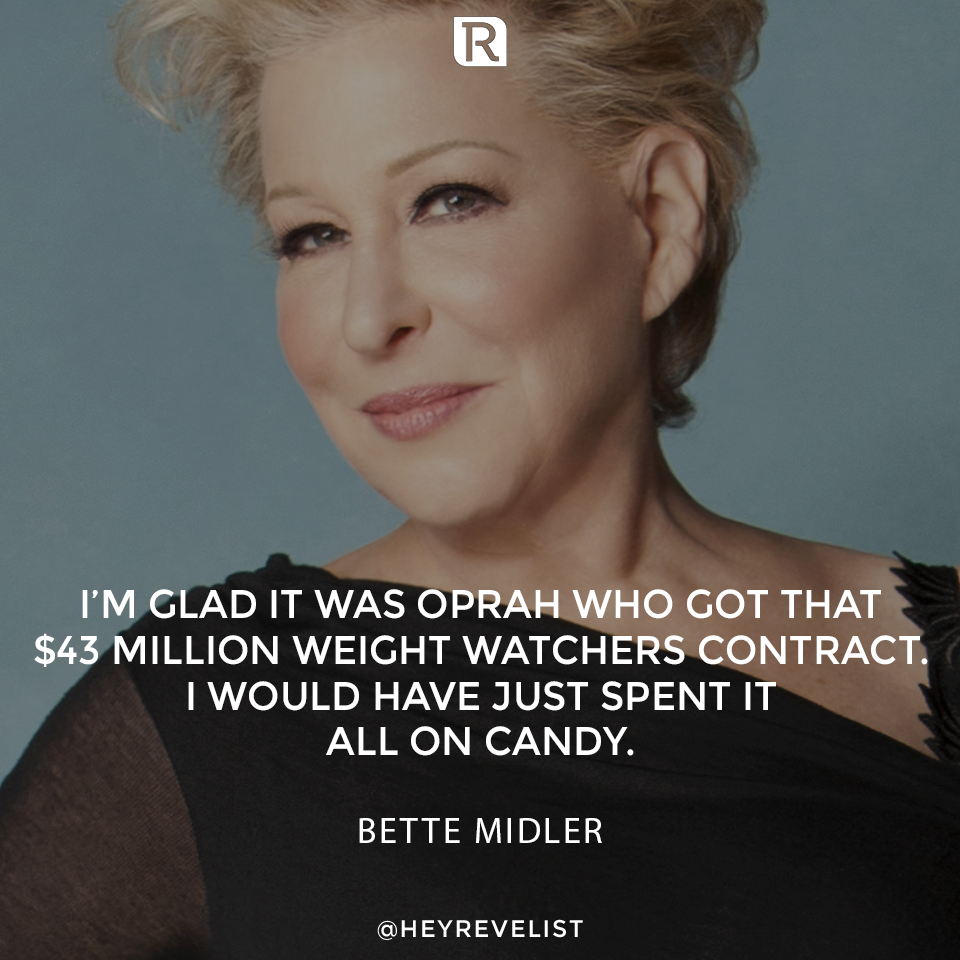 R
I’M GLAD IT WAS OPRAH WHO GOT THAT
$43 MILLION WEIGHT WATCHERS CONTRACT.
I WOULD HAVE JUST SPENT IT
ALL ON CANDY.
BETTE MIDLER
@HEYREVELIST